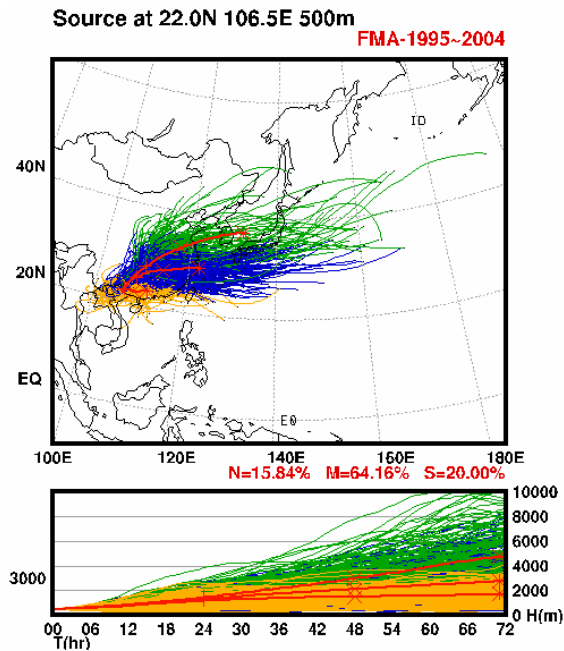 Source at 22.0N 106.5E 500m
FMA-1995~2004
ID
40N
20N
EQ
E0
100E 120E 140E 160E 180E
N=15.84% M=64.16% S=20.00%
10000
8000
6000
4000
3000
2000
0 H(m)
00 06 12 18 24 30 36 42 48 54 60 66 72
T(hr)